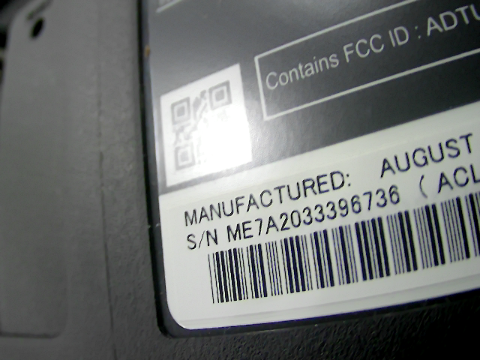 Contains FCC ID : ADTU
MANUFACTURED: AUGUST
S/N ME7A2033396736 ( ACL